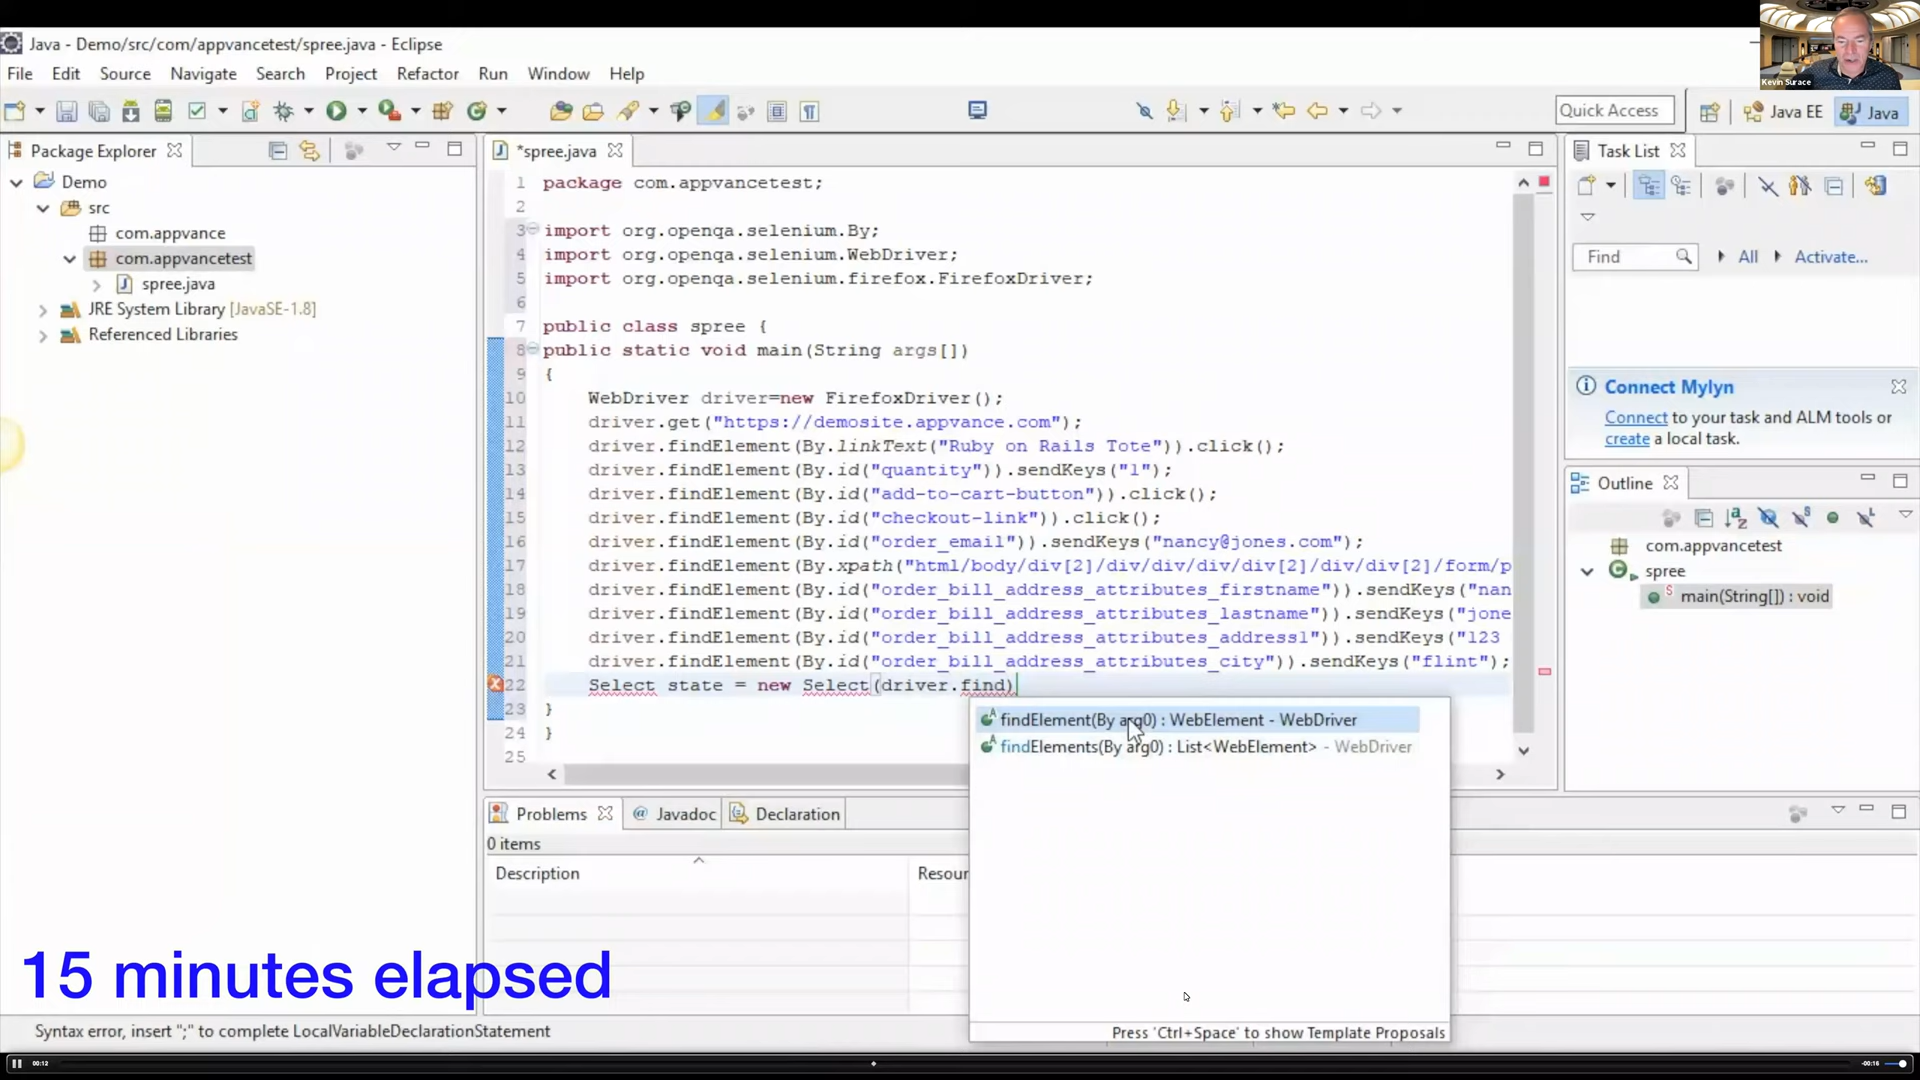 Java - Demo/src/com/appvancetest/spree.java - Eclipse
Kevin Surace
File Edit Source Navigate Search Project Refactor Run Window Help
Quick Access
Java EE
Java
Package Explorer
*spree.java
Task List
Demo
src
com.appvance
com.appvancetest
spree.java
JRE System Library [JavaSE-1.8]
Referenced Libraries
1 package com.appvancetest;
2
3 import org.openqa.selenium.By;
4 import org.openqa.selenium.WebDriver;
5 import org.openqa.selenium.firefox.FirefoxDriver;
6
7 public class spree {
8 public static void main(String args[])
9 {
10 WebDriver driver=new FirefoxDriver();
11 driver.get("https://demosite.appvance.com");
12 driver.findElement(By.linkText("Ruby on Rails Tote")).click();
13 driver.findElement(By.id("quantity")).sendKeys("1");
14 driver.findElement(By.id("add-to-cart-button")).click();
15 driver.findElement(By.id("checkout-link")).click();
16 driver.findElement(By.id("order_email")).sendKeys("nancy@jones.com");
17 driver.findElement(By.xpath("html/body/div[2]/div/div/div/div[2]/div/div[2]/form/p
18 driver.findElement(By.id("order_bill_address_attributes_firstname")).sendKeys("nan
19 driver.findElement(By.id("order_bill_address_attributes_lastname")).sendKeys("jone
20 driver.findElement(By.id("order_bill_address_attributes_address1")).sendKeys("123
21 driver.findElement(By.id("order_bill_address_attributes_city")).sendKeys("flint");
22 Select state = new Select(driver.find)
23 }
24 }
25
findElement(By arg0) : WebElement - WebDriver
findElements(By arg0) : List<WebElement> - WebDriver
Press 'Ctrl+Space' to show Template Proposals
Find
All
Activate...
Connect Mylyn
Connect to your task and ALM tools or
create a local task.
Outline
com.appvancetest
spree
main(String[]) : void
Problems
@ Javadoc
Declaration
0 items
Description
Resour
15 minutes elapsed
Syntax error, insert ";" to complete LocalVariableDeclarationStatement
00:12
-00:16